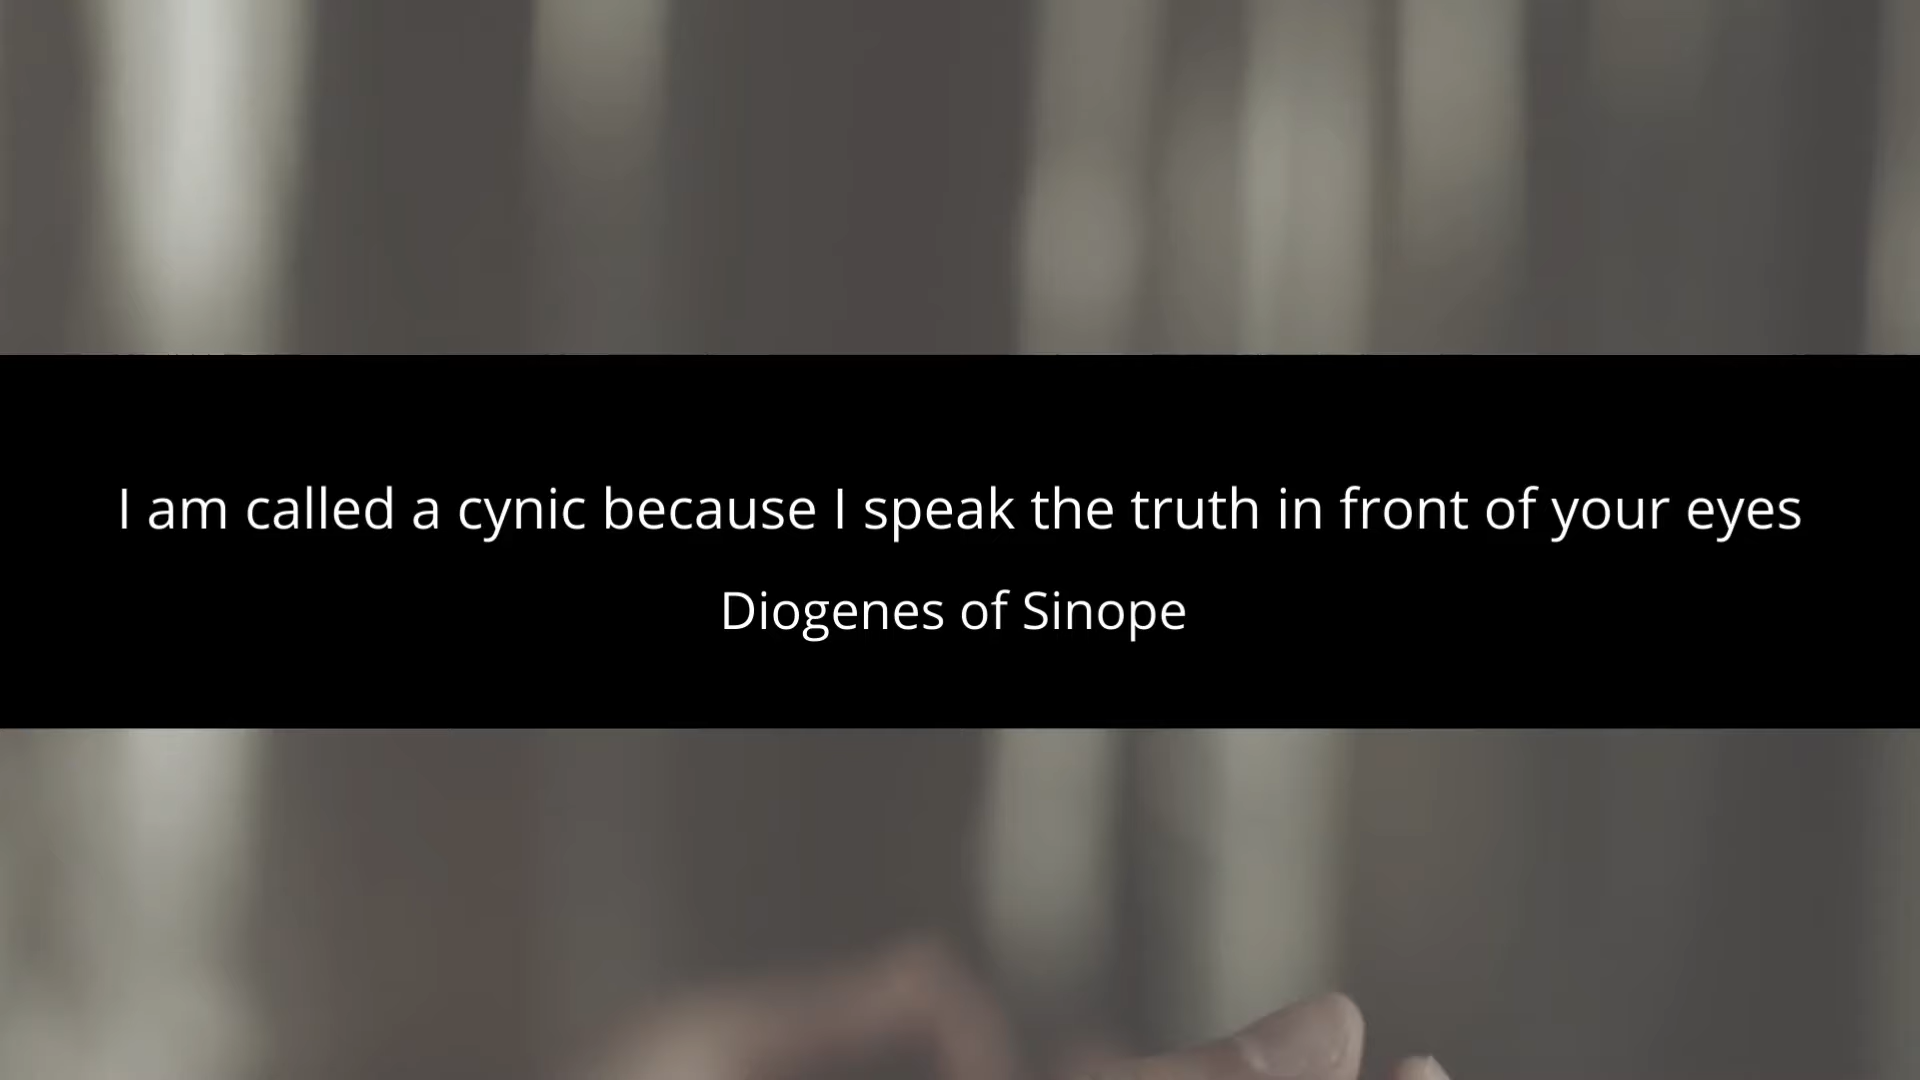 I am called a cynic because I speak the truth in front of your eyes
Diogenes of Sinope